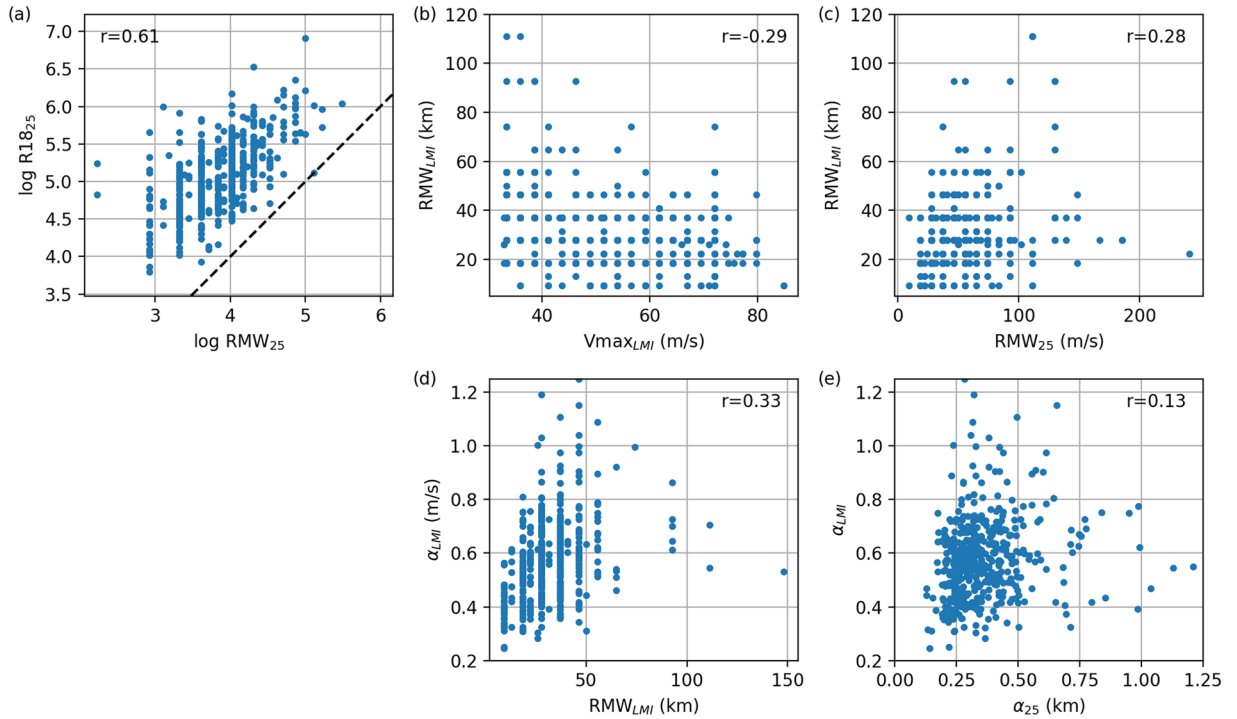 (a)
r=0.61
7.0
6.5
6.0
5.5
5.0
4.5
4.0
3.5
log R18₂₅
3 4 5 6
log RMW₂₅
(b)
r=-0.29
120
100
80
60
40
20
RMW_LMI (km)
40 60 80
Vmax_LMI (m/s)
(c)
r=0.28
120
100
80
60
40
20
RMW_LMI (km)
0 100 200
RMW₂₅ (m/s)
(d)
r=0.33
1.2
1.0
0.8
0.6
0.4
0.2
α_LMI (m/s)
50 100 150
RMW_LMI (km)
(e)
r=0.13
1.2
1.0
0.8
0.6
0.4
0.2
α_LMI
0.00 0.25 0.50 0.75 1.00 1.25
α₂₅ (km)